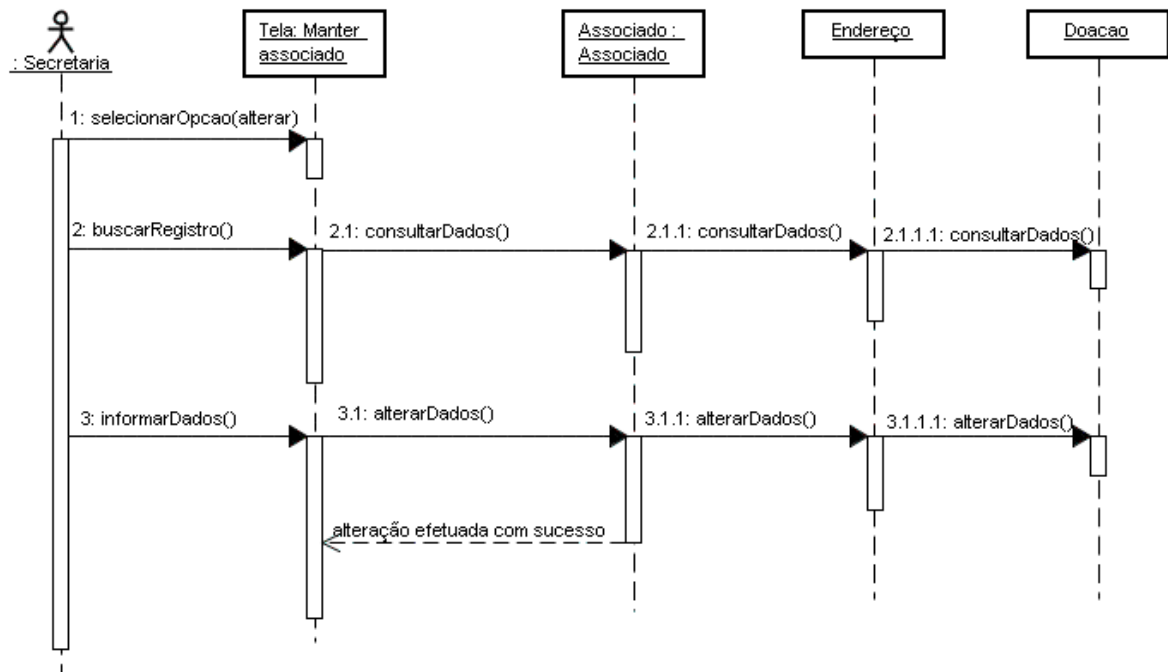 : Secretaria
Tela: Manter
associado
Associado :
Associado
Endereço
Doacao
1: selecionarOpcao(alterar)
2: buscarRegistro()
2.1: consultarDados()
2.1.1: consultarDados()
2.1.1.1: consultarDados()
3: informarDados()
3.1: alterarDados()
3.1.1: alterarDados()
3.1.1.1: alterarDados()
alteração efetuada com sucesso